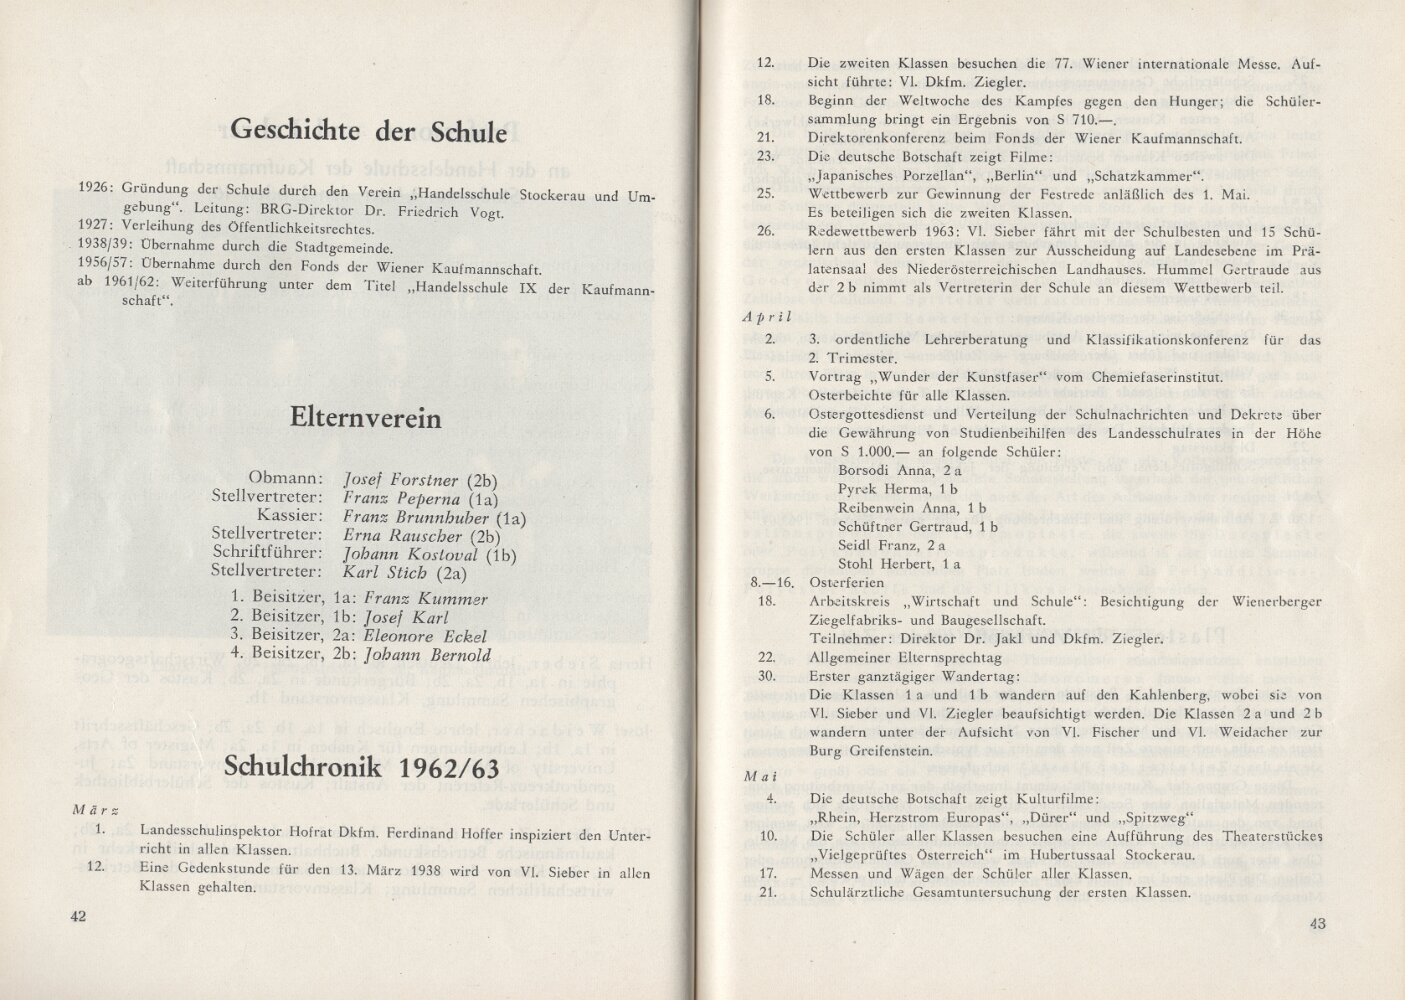 Geschichte der Schule
1926: Gründung der Schule durch den Verein „Handelsschule Stockerau und Um-
gebung“. Leitung: BRG-Direktor Dr. Friedrich Vogt.
1927: Verleihung des Öffentlichkeitsrechtes.
1938/39: Übernahme durch die Stadtgemeinde.
1956/57: Übernahme durch den Fonds der Wiener Kaufmannschaft.
ab 1961/62: Weiterführung unter dem Titel „Handelsschule IX der Kaufmann-
schaft“.
Elternverein
Obmann: Josef Forstner (2b)
Stellvertreter: Franz Peperna (1a)
Kassier: Franz Brunnhuber (1a)
Stellvertreter: Erna Rauscher (2b)
Schriftführer: Johann Kostoval (1b)
Stellvertreter: Karl Stich (2a)
1. Beisitzer, 1a: Franz Kummer
2. Beisitzer, 1b: Josef Karl
3. Beisitzer, 2a: Eleonore Eckel
4. Beisitzer, 2b: Johann Bernold
Schulchronik 1962/63
März
1. Landesschulinspektor Hofrat Dkfm. Ferdinand Hoffer inspiziert den Unter-
richt in allen Klassen.
12. Eine Gedenkstunde für den 13. März 1938 wird von Vl. Sieber in allen
Klassen gehalten.
42
12. Die zweiten Klassen besuchen die 77. Wiener internationale Messe. Auf-
sicht führte: Vl. Dkfm. Ziegler.
18. Beginn der Weltwoche des Kampfes gegen den Hunger; die Schüler-
sammlung bringt ein Ergebnis von S 710.—.
21. Direktorenkonferenz beim Fonds der Wiener Kaufmannschaft.
23. Die deutsche Botschaft zeigt Filme:
„Japanisches Porzellan“, „Berlin“ und „Schatzkammer“.
25. Wettbewerb zur Gewinnung der Festrede anläßlich des 1. Mai.
Es beteiligen sich die zweiten Klassen.
26. Redewettbewerb 1963: Vl. Sieber fährt mit der Schulbesten und 15 Schü-
lern aus den ersten Klassen zur Ausscheidung auf Landesebene im Prä-
latensaal des Niederösterreichischen Landhauses. Hummel Gertraude aus
der 2 b nimmt als Vertreterin der Schule an diesem Wettbewerb teil.
April
2. 3. ordentliche Lehrerberatung und Klassifikationskonferenz für das
2. Trimester.
5. Vortrag „Wunder der Kunstfaser“ vom Chemiefaserinstitut.
Osterbeichte für alle Klassen.
6. Ostergottesdienst und Verteilung der Schulnachrichten und Dekrete über
die Gewährung von Studienbeihilfen des Landesschulrates in der Höhe
von S 1.000.— an folgende Schüler:
Borsodi Anna, 2 a
Pyrek Herma, 1 b
Reibenwein Anna, 1 b
Schüftner Gertraud, 1 b
Seidl Franz, 2 a
Stohl Herbert, 1 a
8.—16. Osterferien
18. Arbeitskreis „Wirtschaft und Schule“: Besichtigung der Wienerberger
Ziegelfabriks- und Baugesellschaft.
Teilnehmer: Direktor Dr. Jakl und Dkfm. Ziegler.
22. Allgemeiner Elternsprechtag
30. Erster ganztägiger Wandertag:
Die Klassen 1 a und 1 b wandern auf den Kahlenberg, wobei sie von
Vl. Sieber und Vl. Ziegler beaufsichtigt werden. Die Klassen 2 a und 2 b
wandern unter der Aufsicht von Vl. Fischer und Vl. Weidacher zur
Burg Greifenstein.
Mai
4. Die deutsche Botschaft zeigt Kulturfilme:
„Rhein, Herzstrom Europas“, „Dürer“ und „Spitzweg“
10. Die Schüler aller Klassen besuchen eine Aufführung des Theaterstückes
„Vielgeprüftes Österreich“ im Hubertussaal Stockerau.
17. Messen und Wägen der Schüler aller Klassen.
21. Schulärztliche Gesamtuntersuchung der ersten Klassen.
43